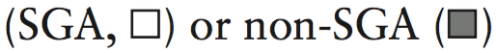 (SGA, □) or non-SGA (■)